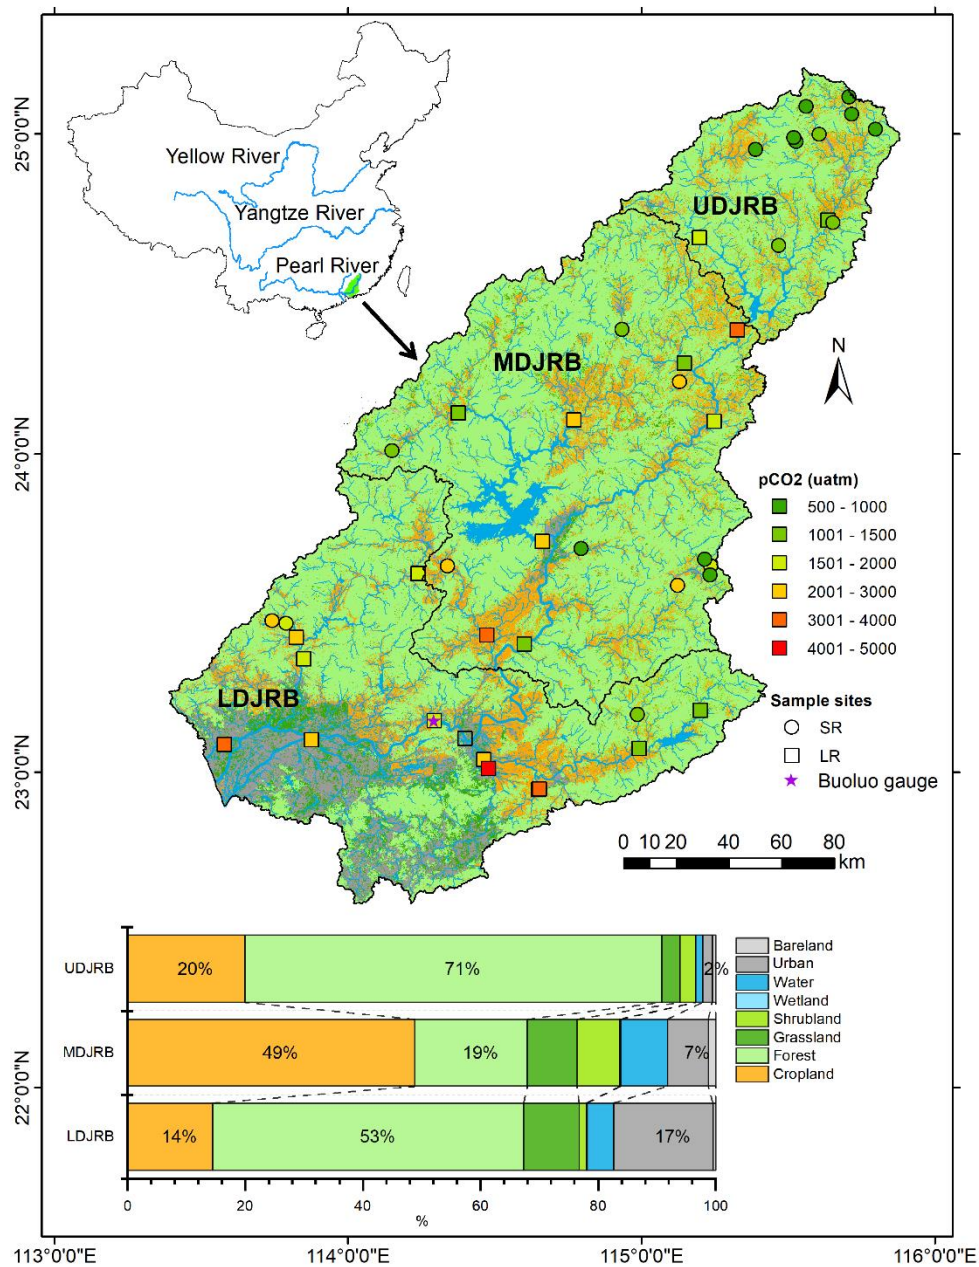 25°0'0"N
24°0'0"N
23°0'0"N
22°0'0"N
Yellow River
Yangtze River
Pearl River
UDJRB
MDJRB
LDJRB
N
pCO2 (uatm)
500 - 1000
1001 - 1500
1501 - 2000
2001 - 3000
3001 - 4000
4001 - 5000
Sample sites
SR
LR
Buoluo gauge
0 10 20 40 60 80
km
UDJRB 20% 71% 2%
MDJRB 49% 19% 7%
LDJRB 14% 53% 17%
0 20 40 60 80 100
%
Bareland
Urban
Water
Wetland
Shrubland
Grassland
Forest
Cropland
113°0'0"E 114°0'0"E 115°0'0"E 116°0'0"E